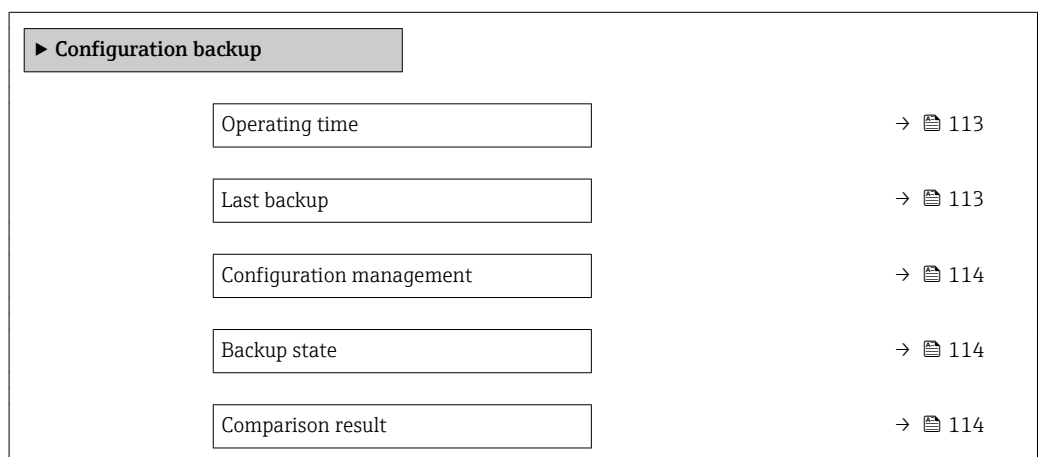 ▶ Configuration backup
Operating time → 113
Last backup → 113
Configuration management → 114
Backup state → 114
Comparison result → 114